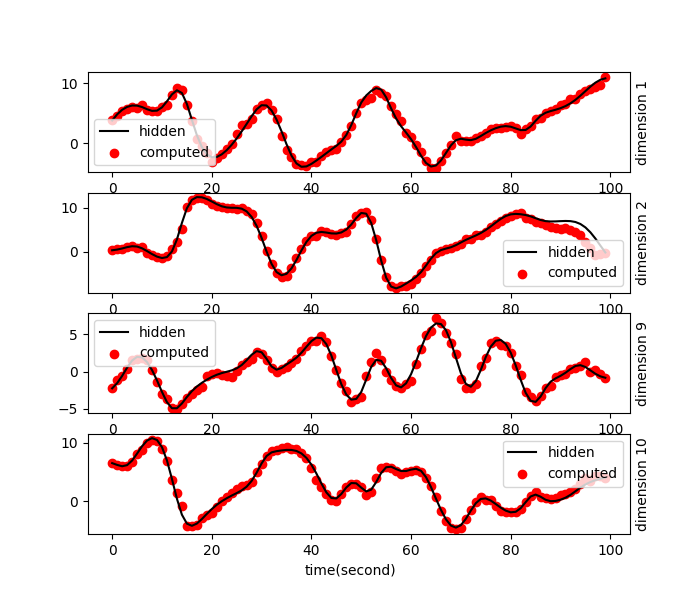 10
0
hidden
computed
0 20 40 60 80 100
dimension 1
10
0
hidden
computed
0 20 40 60 80 100
dimension 2
5
0
−5
hidden
computed
0 20 40 60 80 100
dimension 9
10
0
hidden
computed
0 20 40 60 80 100
dimension 10
time(second)